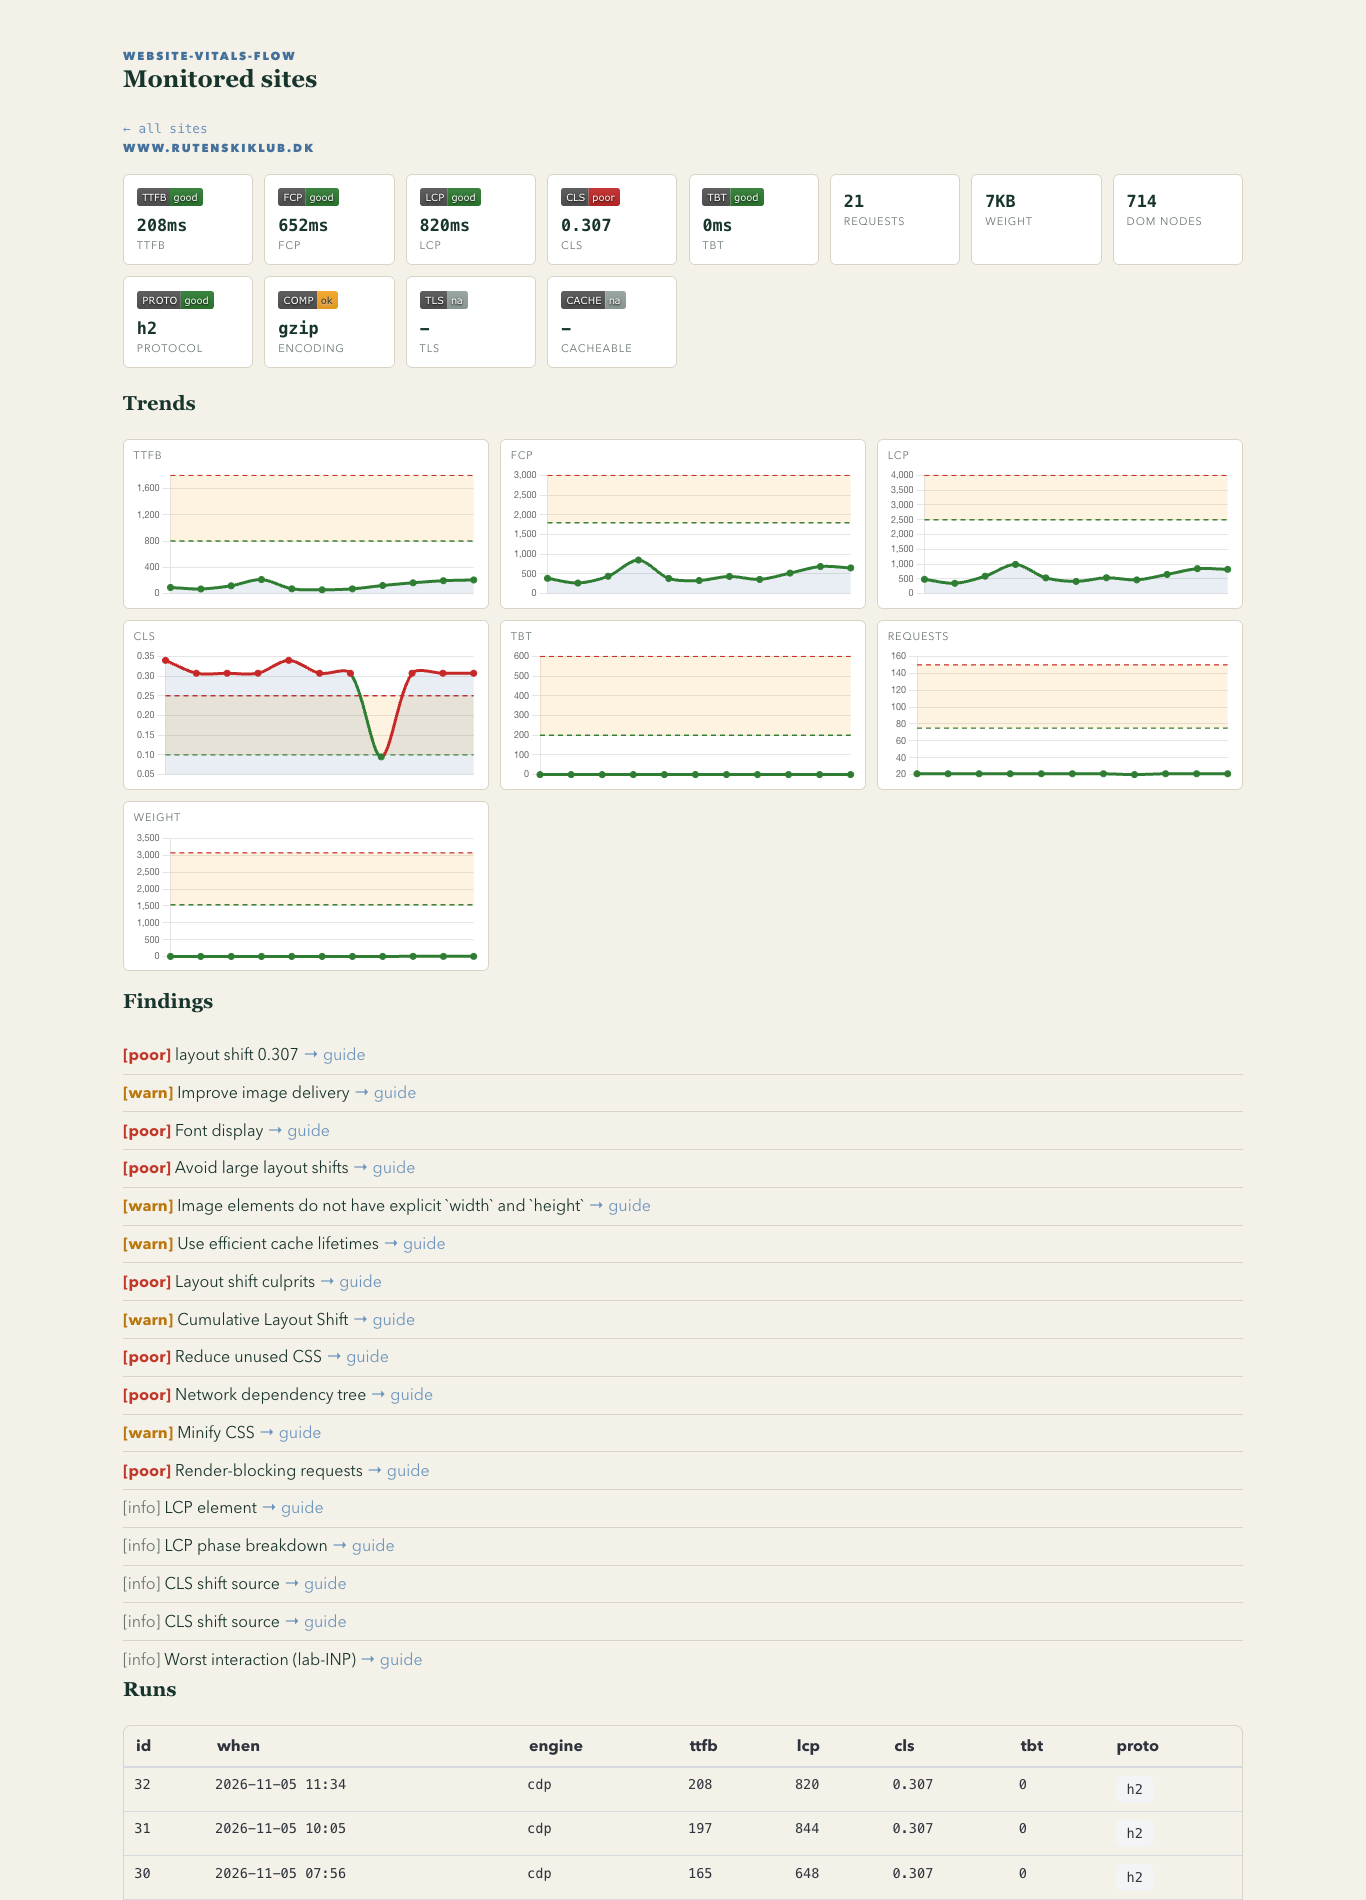 WEBSITE-VITALS-FLOW
Monitored sites
← all sites
WWW.RUTENSKIKLUB.DK
TTFB good
208ms
TTFB
FCP good
652ms
FCP
LCP good
820ms
LCP
CLS poor
0.307
CLS
TBT good
0ms
TBT
21
REQUESTS
7KB
WEIGHT
714
DOM NODES
PROTO good
h2
PROTOCOL
COMP ok
gzip
ENCODING
TLS na
–
TLS
CACHE na
–
CACHEABLE
Trends
TTFB
1,600
1,200
800
400
0
FCP
3,000
2,500
2,000
1,500
1,000
500
0
LCP
4,000
3,500
3,000
2,500
2,000
1,500
1,000
500
0
CLS
0.35
0.30
0.25
0.20
0.15
0.10
0.05
TBT
600
500
400
300
200
100
0
REQUESTS
160
140
120
100
80
60
40
20
WEIGHT
3,500
3,000
2,500
2,000
1,500
1,000
500
0
Findings
[poor] layout shift 0.307 → guide
[warn] Improve image delivery → guide
[poor] Font display → guide
[poor] Avoid large layout shifts → guide
[warn] Image elements do not have explicit `width` and `height` → guide
[warn] Use efficient cache lifetimes → guide
[poor] Layout shift culprits → guide
[warn] Cumulative Layout Shift → guide
[poor] Reduce unused CSS → guide
[poor] Network dependency tree → guide
[warn] Minify CSS → guide
[poor] Render-blocking requests → guide
[info] LCP element → guide
[info] LCP phase breakdown → guide
[info] CLS shift source → guide
[info] CLS shift source → guide
[info] Worst interaction (lab-INP) → guide
Runs
id when engine ttfb lcp cls tbt proto
32 2026-11-05 11:34 cdp 208 820 0.307 0 h2
31 2026-11-05 10:05 cdp 197 844 0.307 0 h2
30 2026-11-05 07:56 cdp 165 648 0.307 0 h2